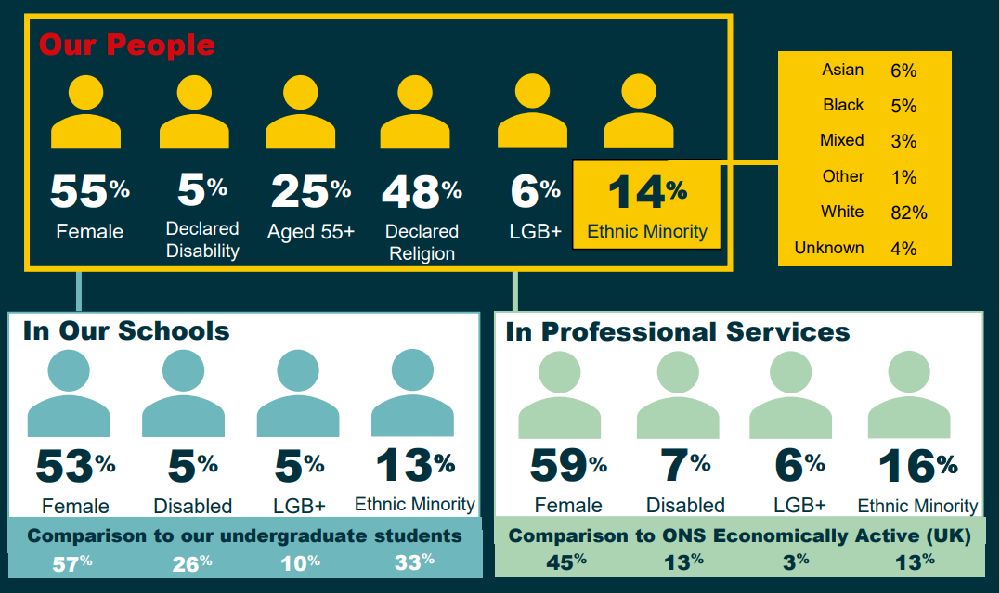 Our People
55% 5% 25% 48% 6% 14%
Female Declared Disability Aged 55+ Declared Religion LGB+ Ethnic Minority
Asian 6%
Black 5%
Mixed 3%
Other 1%
White 82%
Unknown 4%
In Our Schools
53% 5% 5% 13%
Female Disabled LGB+ Ethnic Minority
Comparison to our undergraduate students
57% 26% 10% 33%
In Professional Services
59% 7% 6% 16%
Female Disabled LGB+ Ethnic Minority
Comparison to ONS Economically Active (UK)
45% 13% 3% 13%